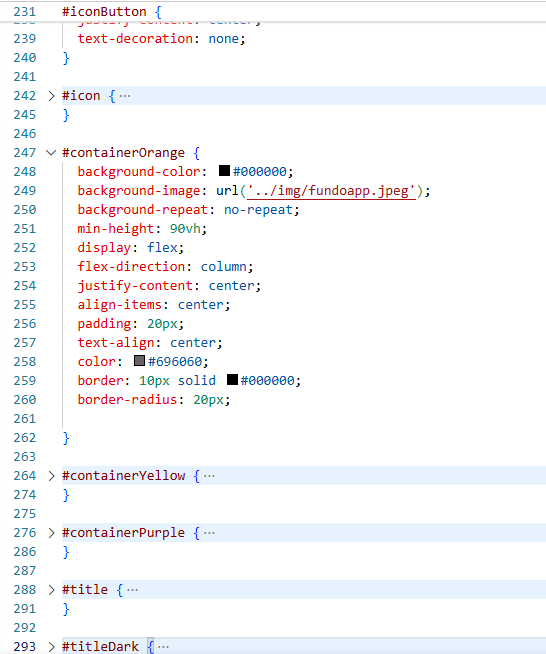 231 #iconButton {
justify-content: center;
239 text-decoration: none;
240 }
241
242 > #icon { ...
245 }
246
247 #containerOrange {
248 background-color: #000000;
249 background-image: url('../img/fundoapp.jpeg');
250 background-repeat: no-repeat;
251 min-height: 90vh;
252 display: flex;
253 flex-direction: column;
254 justify-content: center;
255 align-items: center;
256 padding: 20px;
257 text-align: center;
258 color: #696060;
259 border: 10px solid #000000;
260 border-radius: 20px;
261
262 }
263
264 > #containerYellow { ...
274 }
275
276 > #containerPurple { ...
286 }
287
288 > #title { ...
291 }
292
293 > #titleDark { ...